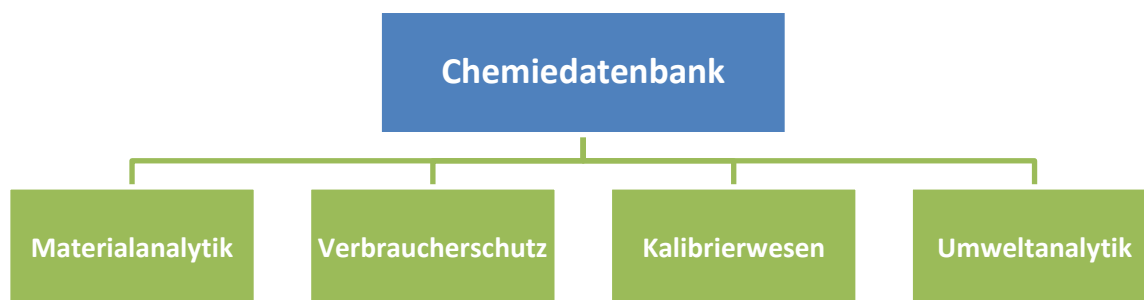 Chemiedatenbank
Materialanalytik
Verbraucherschutz
Kalibrierwesen
Umweltanalytik